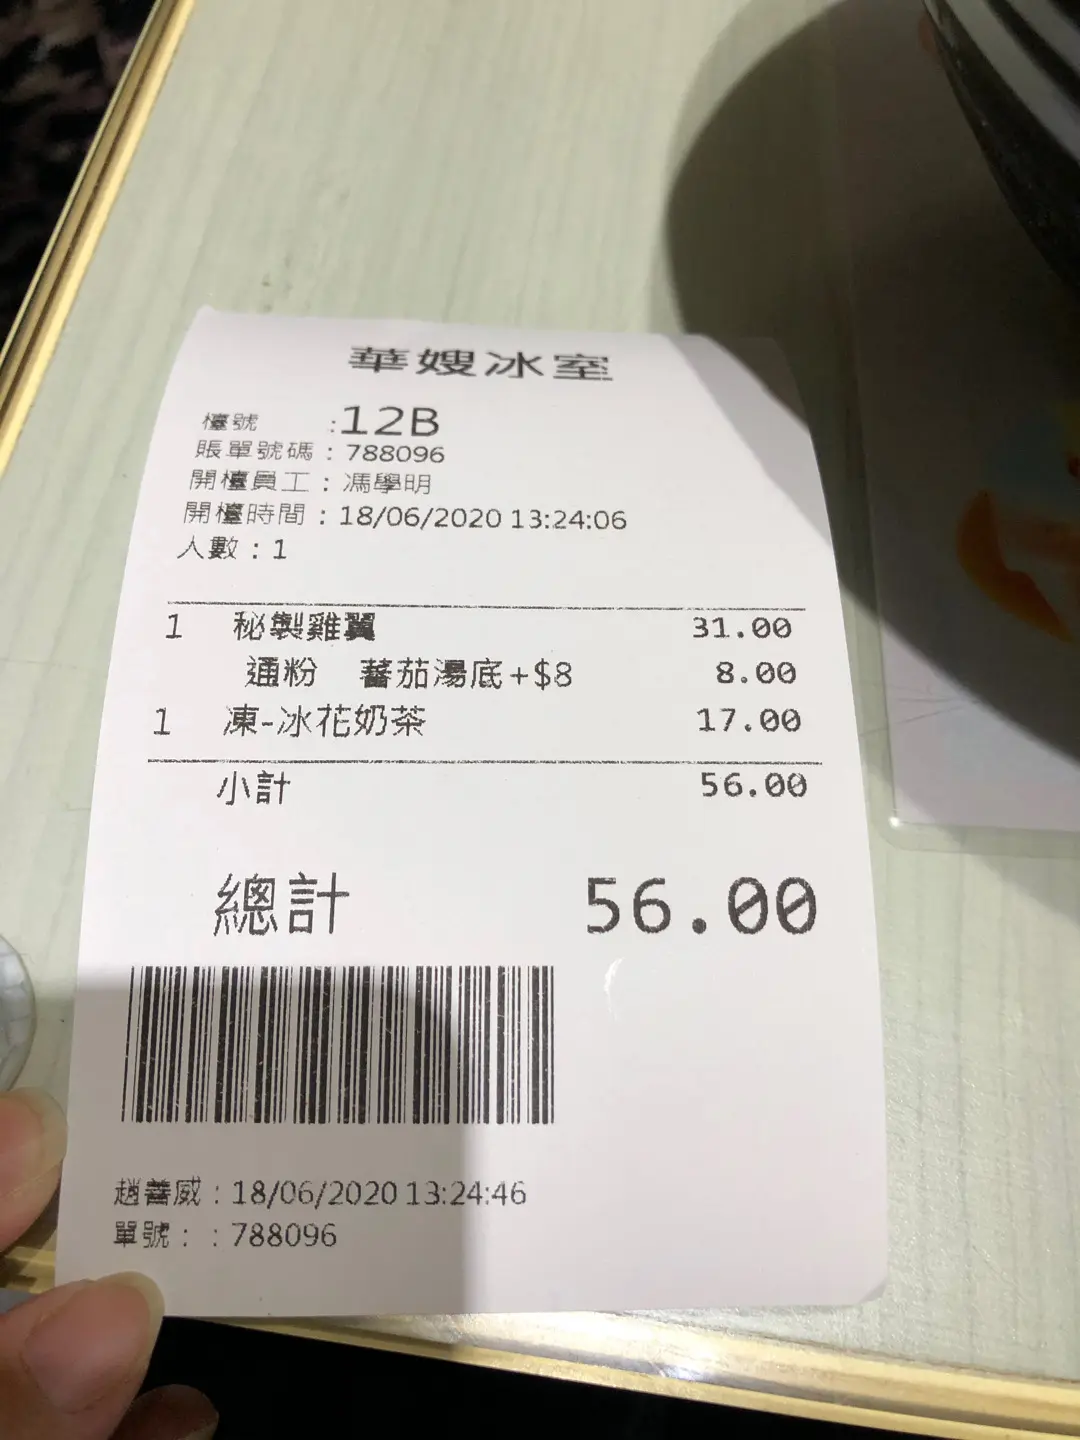 華嫂冰室
檯號 :12B
賬單號碼 : 788096
開檯員工 : 馮學明
開檯時間 : 18/06/2020 13:24:06
人數 : 1
1 秘製雞翼 31.00
通粉 蕃茄湯底+$8 8.00
1 凍-冰花奶茶 17.00
小計 56.00
總計 56.00
趙善威 : 18/06/2020 13:24:46
單號 : : 788096